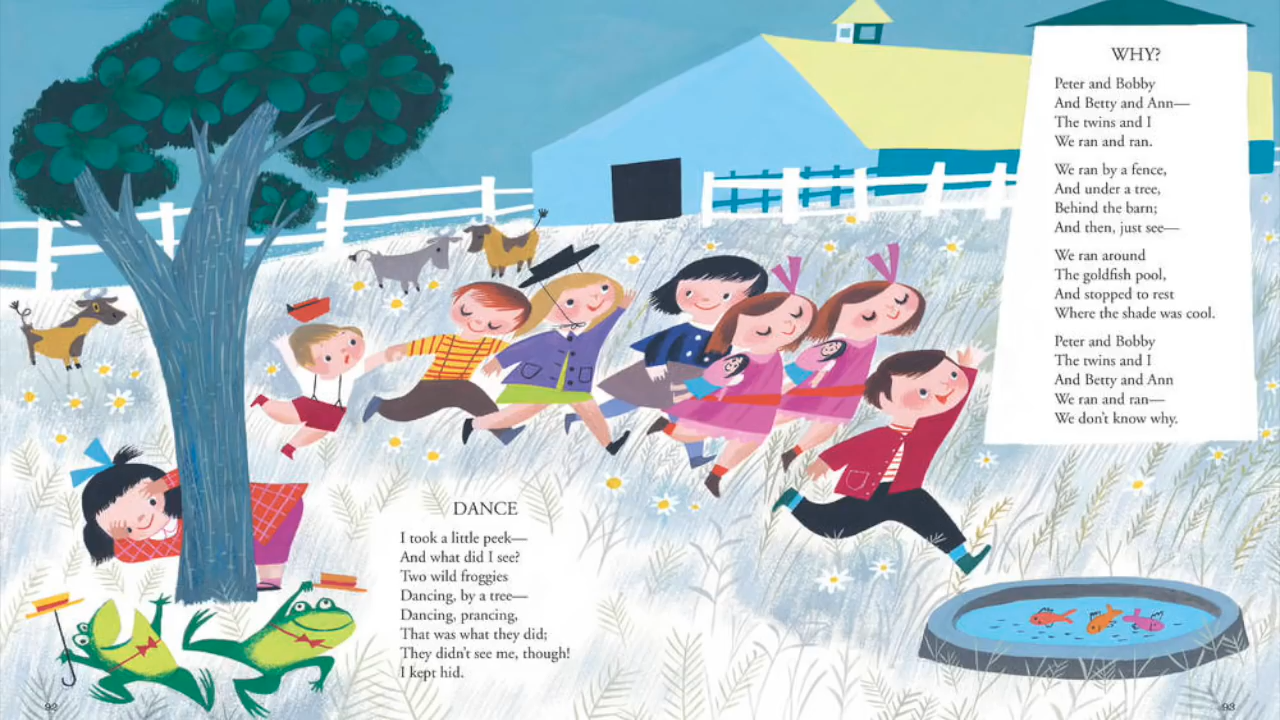 WHY?
Peter and Bobby
And Betty and Ann—
The twins and I
We ran and ran.
We ran by a fence,
And under a tree,
Behind the barn;
And then, just see—
We ran around
The goldfish pool,
And stopped to rest
Where the shade was cool.
Peter and Bobby
The twins and I
And Betty and Ann
We ran and ran—
We don't know why.
DANCE
I took a little peek—
And what did I see?
Two wild froggies
Dancing, by a tree—
Dancing, prancing,
That was what they did;
They didn't see me, though!
I kept hid.
92
93